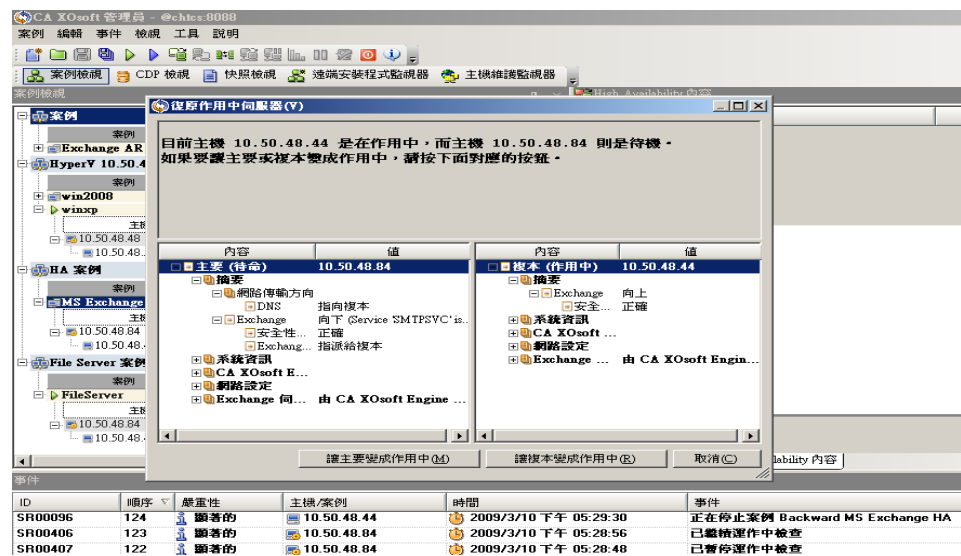 CA XOsoft 管理員 - @chtcs:8088
案例 編輯 事件 檢視 工具 說明
案例檢視 CDP 檢視 快照檢視 遠端安裝程式監視器 主機維護監視器
案例檢視
High Availability 內容
案例
案例
Exchange AR
HyperV 10.50.4
案例
win2008
winxp
10.50.48.48
10.50.48..
HA 案例
案例
MS Exchange
10.50.48.84
10.50.48.
File Server 案例
案例
FileServer
10.50.48.84
10.50.48.
復原作用中伺服器(V)
目前主機 10.50.48.44 是在作用中，而主機 10.50.48.84 則是待機。
如果要讓主要或複本變成作用中，請按下面對應的按鈕。
內容 值
主要 (待命) 10.50.48.84
摘要
網路傳輸方向
DNS 指向複本
Exchange 向下 (Service 'SMTPSVC' is..
安全性... 正確
Exchang... 指派給複本
系統資訊
CA XOsoft E...
網路設定
Exchange 伺... 由 CA XOsoft Engine ...
內容 值
複本 (作用中) 10.50.48.44
摘要
Exchange 向上
安全... 正確
系統資訊
CA XOsoft ...
網路設定
Exchange ... 由 CA XOsoft Engin...
讓主要變成作用中(M) 讓複本變成作用中(R) 取消(C)
lability 內容
事件
ID 順序 嚴重性 主機/案例 時間 事件
SR00096 124 顯著的 10.50.48.44 2009/3/10 下午 05:29:30 正在停止案例 Backward MS Exchange HA
SR00406 123 顯著的 10.50.48.84 2009/3/10 下午 05:28:56 已繼續運作中檢查
SR00407 122 顯著的 10.50.48.84 2009/3/10 下午 05:28:48 已暫停運作中檢查